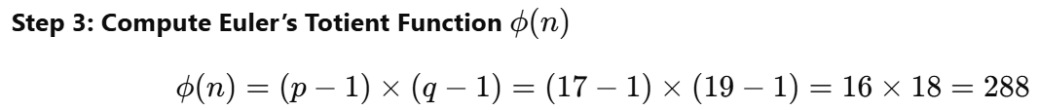 Step 3: Compute Euler’s Totient Function ϕ(n)
ϕ(n) = (p − 1) × (q − 1) = (17 − 1) × (19 − 1) = 16 × 18 = 288